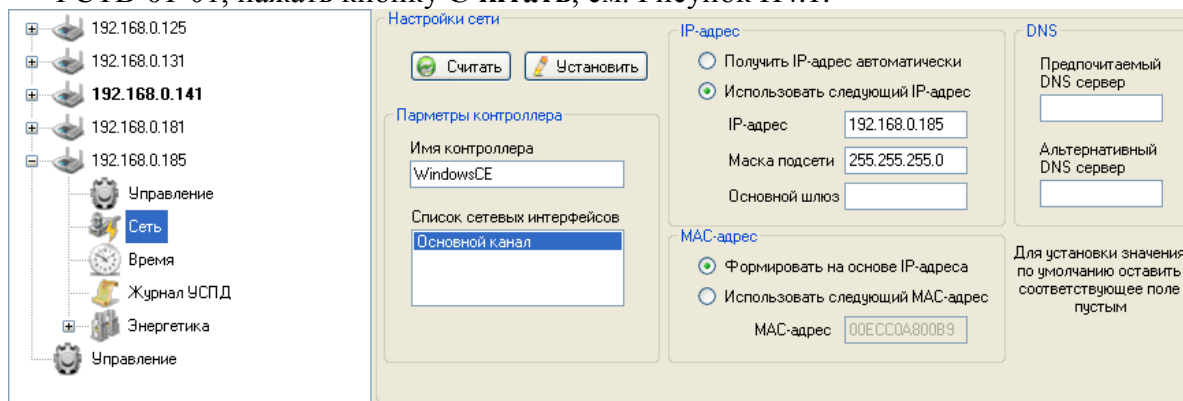 нажать кнопку Считать, см. Рисунок
192.168.0.125
192.168.0.131
192.168.0.141
192.168.0.181
192.168.0.185
Управление
Сеть
Время
Журнал УСПД
Энергетика
Управление
Настройки сети
Считать
Установить
Парметры контроллера
Имя контроллера
WindowsCE
Список сетевых интерфейсов
Основной канал
IP-адрес
Получить IP-адрес автоматически
Использовать следующий IP-адрес
IP-адрес 192.168.0.185
Маска подсети 255.255.255.0
Основной шлюз
MAC-адрес
Формировать на основе IP-адреса
Использовать следующий MAC-адрес
MAC-адрес 00ECC0A800B9
DNS
Предпочитаемый
DNS сервер
Альтернативный
DNS сервер
Для установки значения
по умолчанию оставить
соответствующее поле
пустым